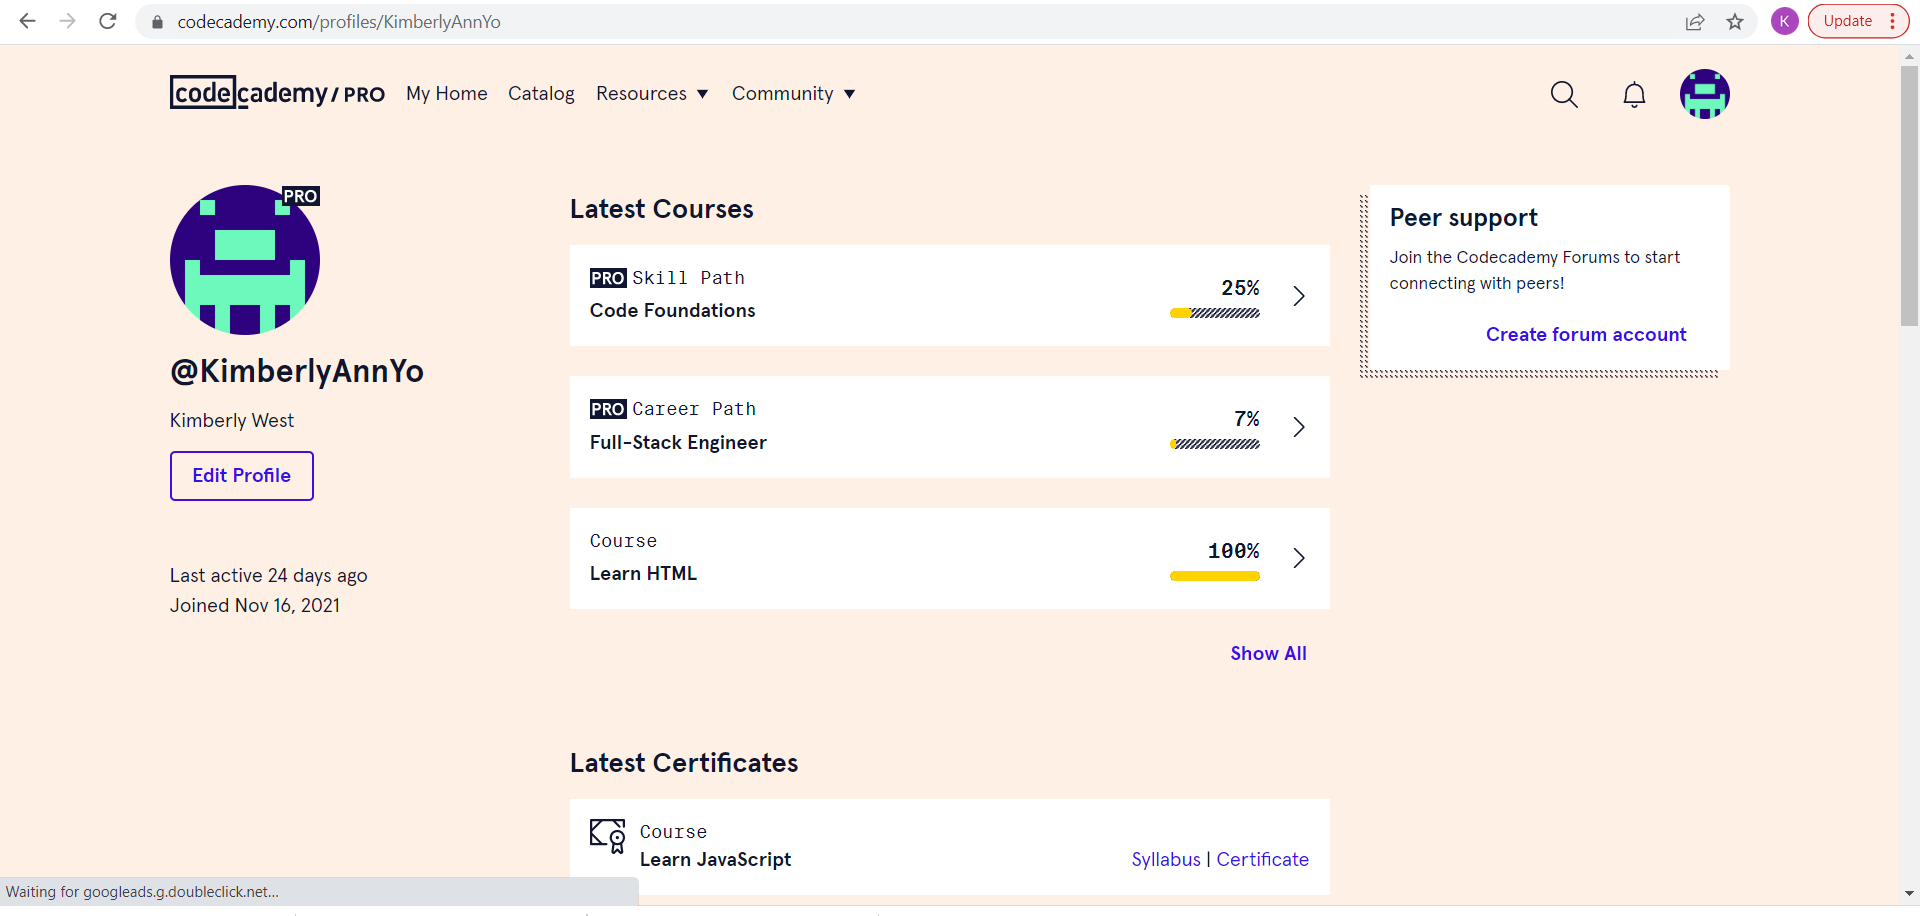 codecademy.com/profiles/KimberlyAnnYo
K
Update
codecademy/PRO
My Home
Catalog
Resources
Community
PRO
@KimberlyAnnYo
Kimberly West
Edit Profile
Last active 24 days ago
Joined Nov 16, 2021
Latest Courses
PRO Skill Path
Code Foundations
25%
PRO Career Path
Full-Stack Engineer
7%
Course
Learn HTML
100%
Show All
Latest Certificates
Course
Learn JavaScript
Syllabus | Certificate
Peer support
Join the Codecademy Forums to start
connecting with peers!
Create forum account
Waiting for googleads.g.doubleclick.net...